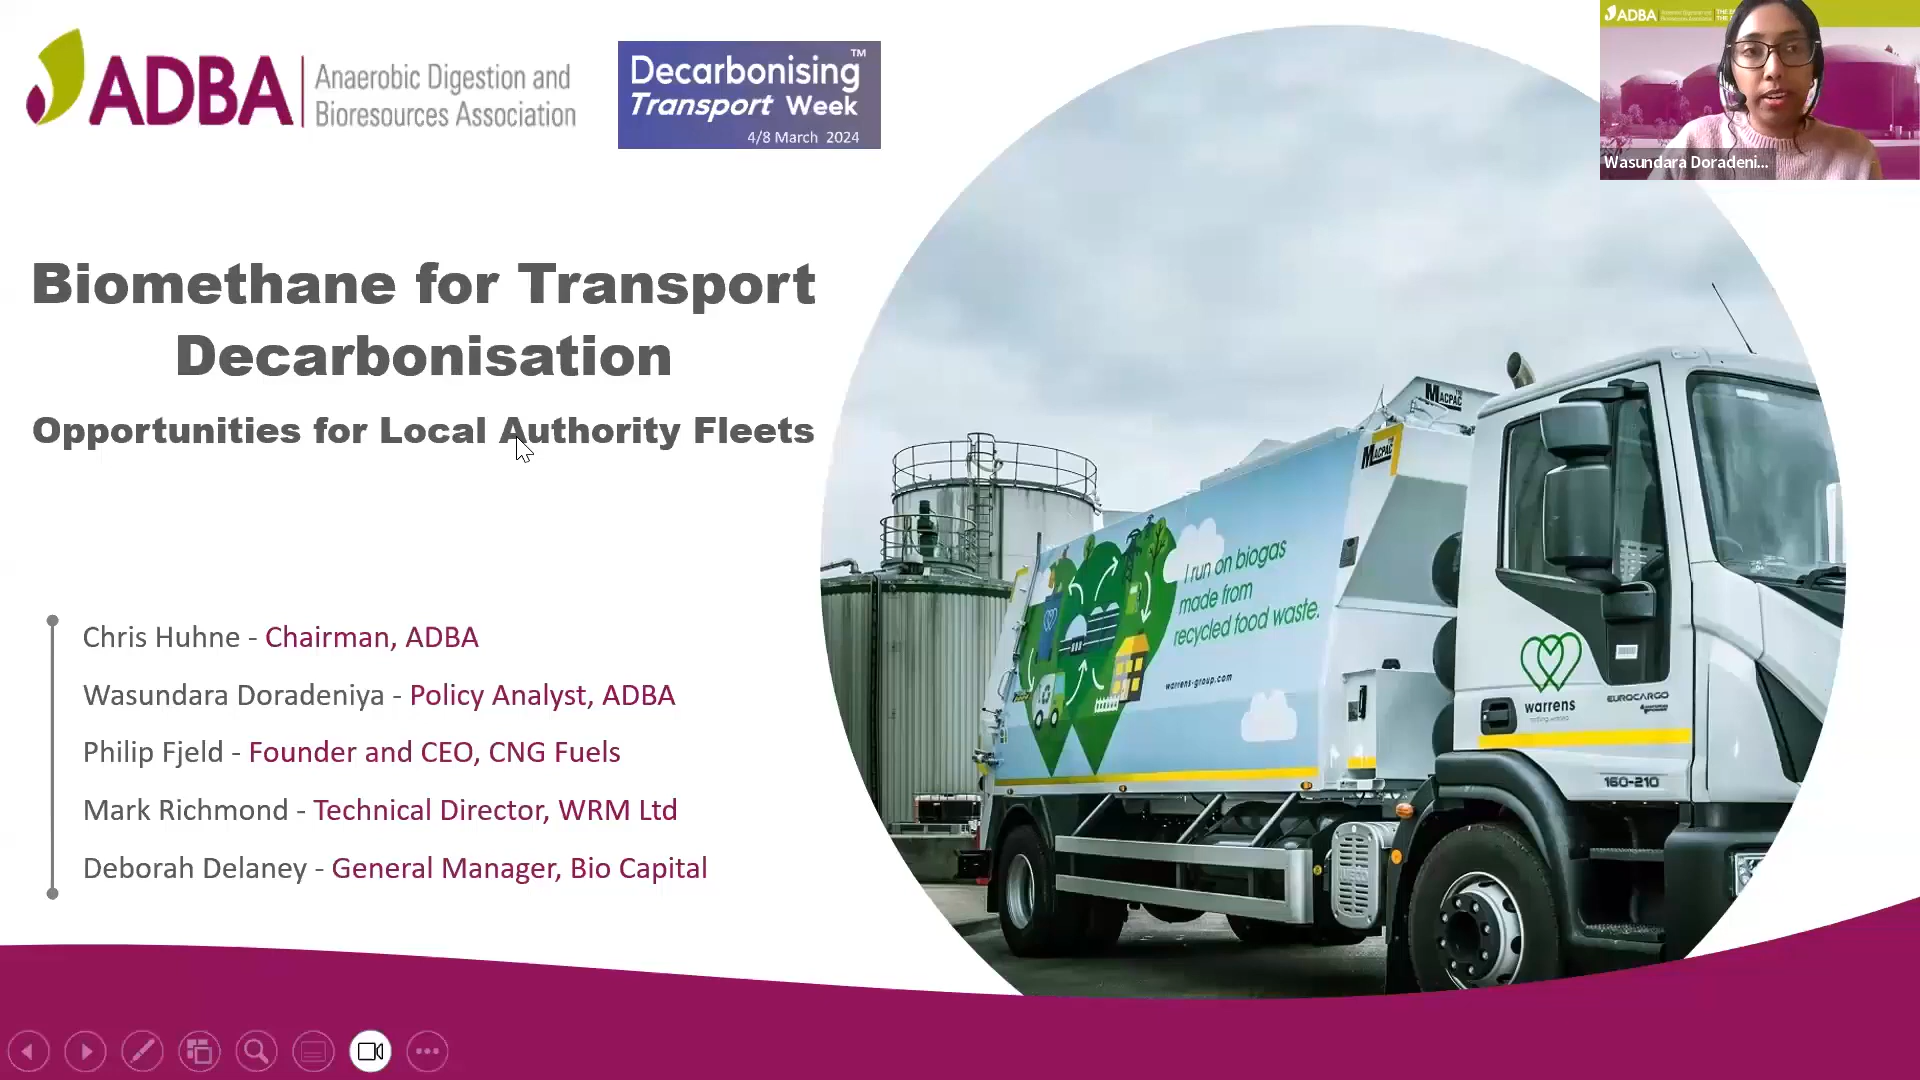 ADBA
Anaerobic Digestion and
Bioresources Association
Decarbonising™
Transport Week
4/8 March 2024
ADBA
Wasundara Doradeni...
Biomethane for Transport
Decarbonisation
Opportunities for Local Authority Fleets
Chris Huhne - Chairman, ADBA
Wasundara Doradeniya - Policy Analyst, ADBA
Philip Fjeld - Founder and CEO, CNG Fuels
Mark Richmond - Technical Director, WRM Ltd
Deborah Delaney - General Manager, Bio Capital
MACPAC
MACPAC
I run on biogas
made from
recycled food waste.
warrens-group.com
warrens
EUROCARGO
160-210